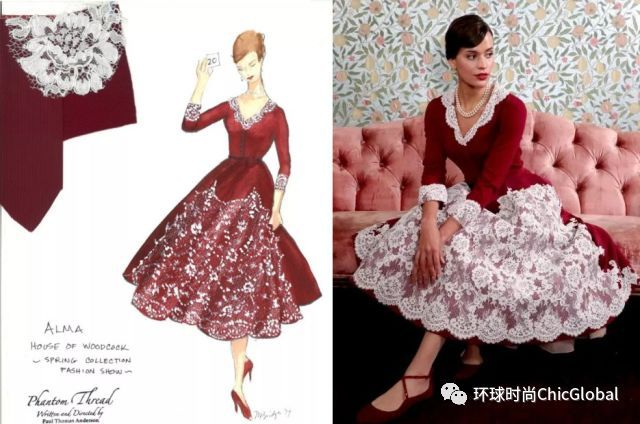 20
ALMA
HOUSE OF WOODCOCK
~ SPRING COLLECTION
FASHION SHOW ~
Phantom Thread
Written and Directed by
Paul Thomas Anderson
环球时尚ChicGlobal